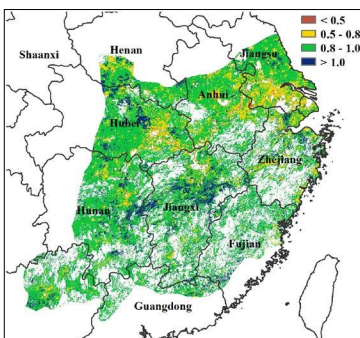 Shaanxi
Henan
Jiangsu
Anhui
Hubei
Zhejiang
Hunan
Jiangxi
Fujian
Guangdong
< 0.5
0.5 - 0.8
0.8 - 1.0
> 1.0